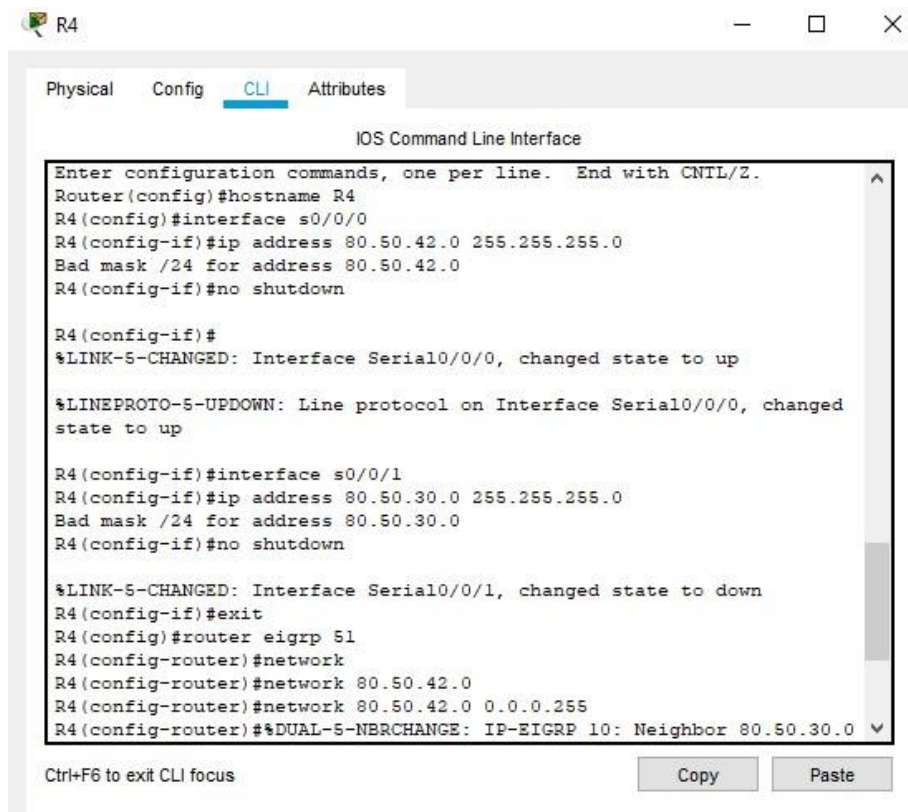 R4
Physical Config CLI Attributes
IOS Command Line Interface
Enter configuration commands, one per line.  End with CNTL/Z.
Router(config)#hostname R4
R4(config)#interface s0/0/0
R4(config-if)#ip address 80.50.42.0 255.255.255.0
Bad mask /24 for address 80.50.42.0
R4(config-if)#no shutdown
R4(config-if)#
%LINK-5-CHANGED: Interface Serial0/0/0, changed state to up
%LINEPROTO-5-UPDOWN: Line protocol on Interface Serial0/0/0, changed
state to up
R4(config-if)#interface s0/0/1
R4(config-if)#ip address 80.50.30.0 255.255.255.0
Bad mask /24 for address 80.50.30.0
R4(config-if)#no shutdown
%LINK-5-CHANGED: Interface Serial0/0/1, changed state to down
R4(config-if)#exit
R4(config)#router eigrp 51
R4(config-router)#network
R4(config-router)#network 80.50.42.0
R4(config-router)#network 80.50.42.0 0.0.0.255
R4(config-router)#%DUAL-5-NBRCHANGE: IP-EIGRP 10: Neighbor 80.50.30.0
Ctrl+F6 to exit CLI focus
Copy Paste